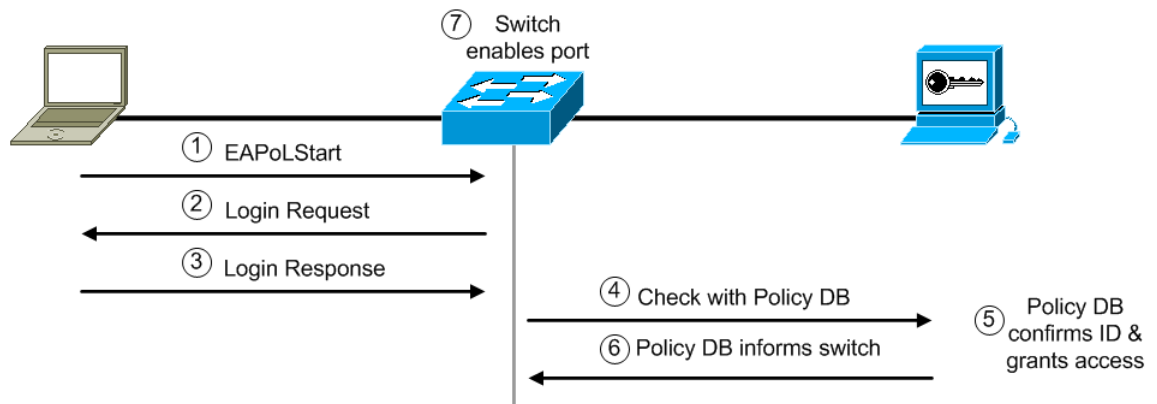 7 Switch
enables port
1 EAPoLStart
2 Login Request
3 Login Response
4 Check with Policy DB
5 Policy DB
confirms ID &
grants access
6 Policy DB informs switch